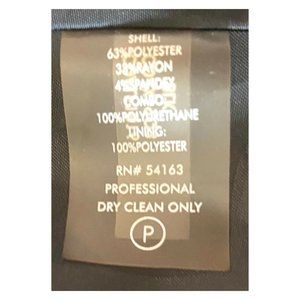 SHELL:
63%POLYESTER
33%RAYON
4%SPANDEX
COMBO:
100%POLYURETHANE
LINING:
100%POLYESTER
RN# 54163
PROFESSIONAL
DRY CLEAN ONLY
P